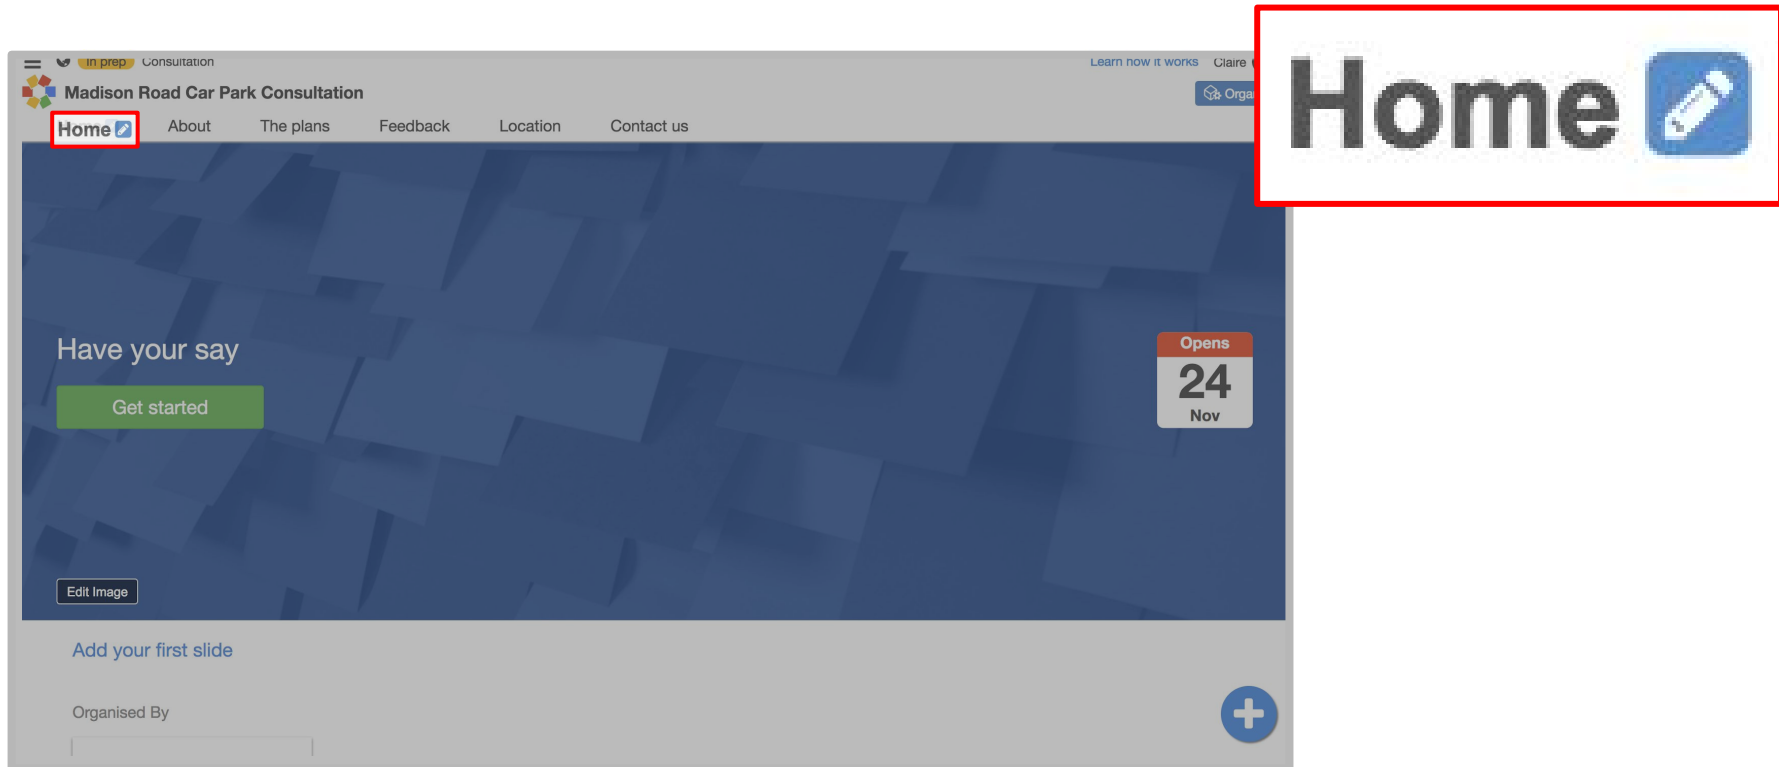 In prep Consultation
Learn how it works Claire
Madison Road Car Park Consultation
Home About The plans Feedback Location Contact us
Home
Have your say
Get started
Opens
24
Nov
Edit Image
Add your first slide
Organised By